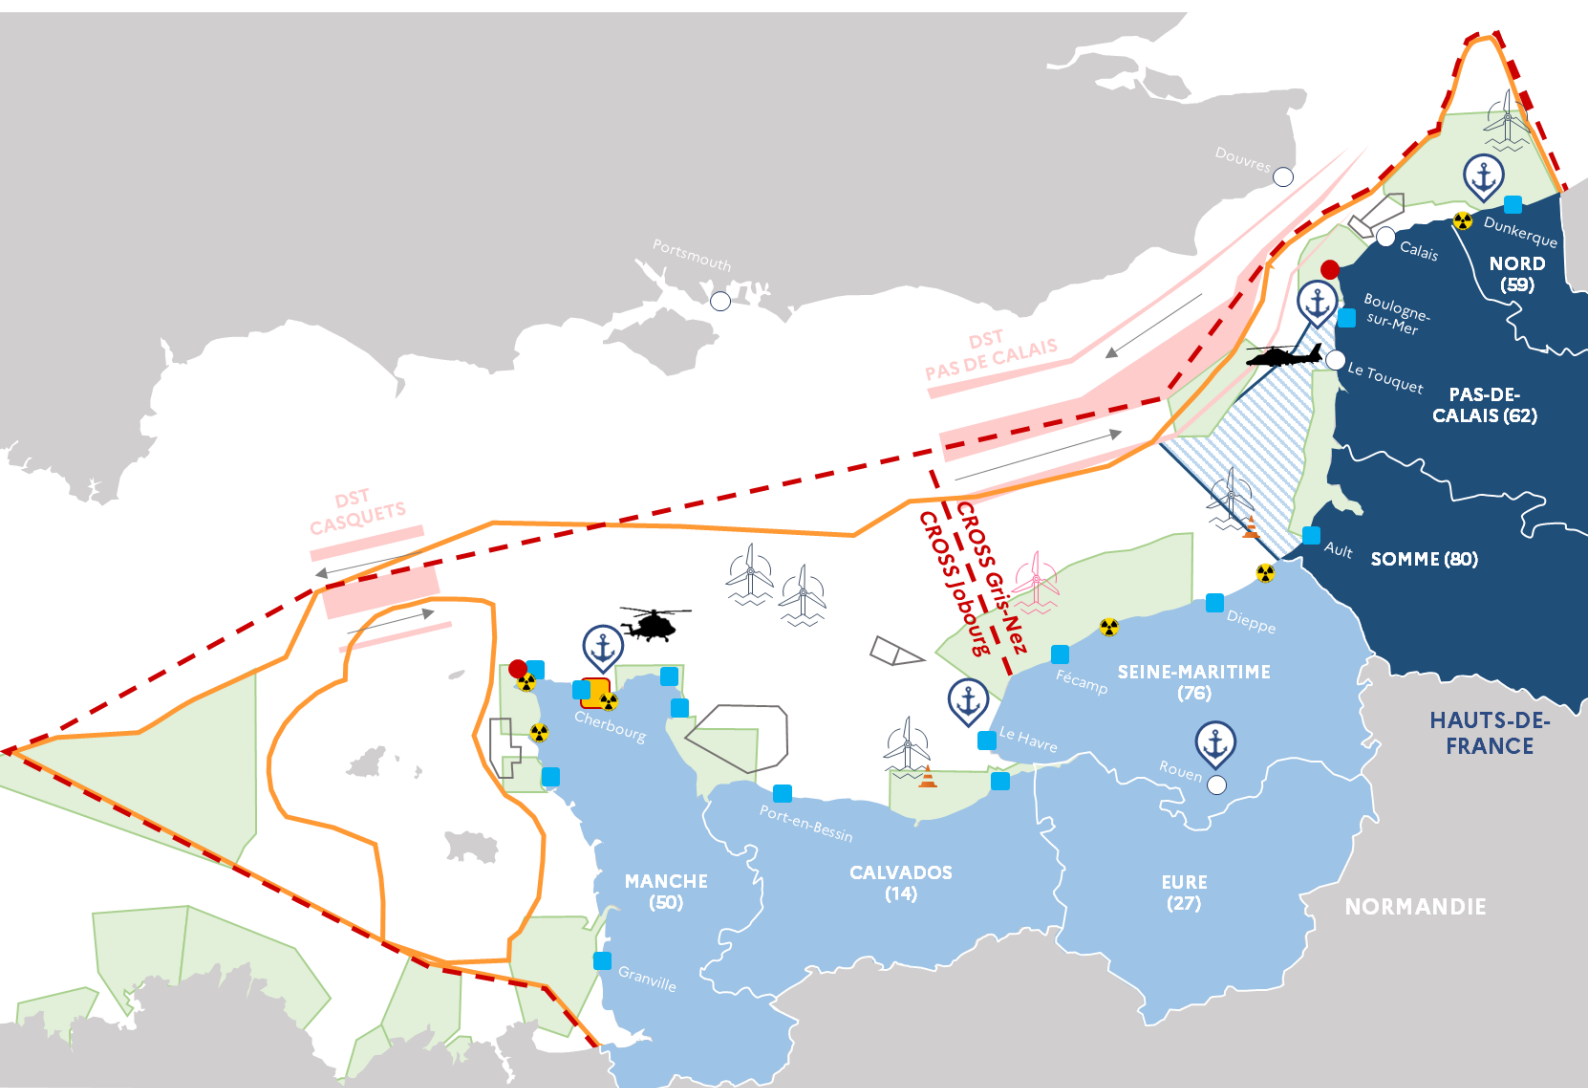 Douvres
Portsmouth
Dunkerque
Calais
NORD
(59)
Boulogne-
sur-Mer
DST
PAS DE CALAIS
Le Touquet
PAS-DE-
CALAIS (62)
DST
CASQUETS
CROSS Gris-Nez
CROSS Jobourg
Ault
SOMME (80)
Dieppe
Fécamp
SEINE-MARITIME
(76)
Cherbourg
Le Havre
HAUTS-DE-
FRANCE
Rouen
Port-en-Bessin
MANCHE
(50)
CALVADOS
(14)
EURE
(27)
NORMANDIE
Granville